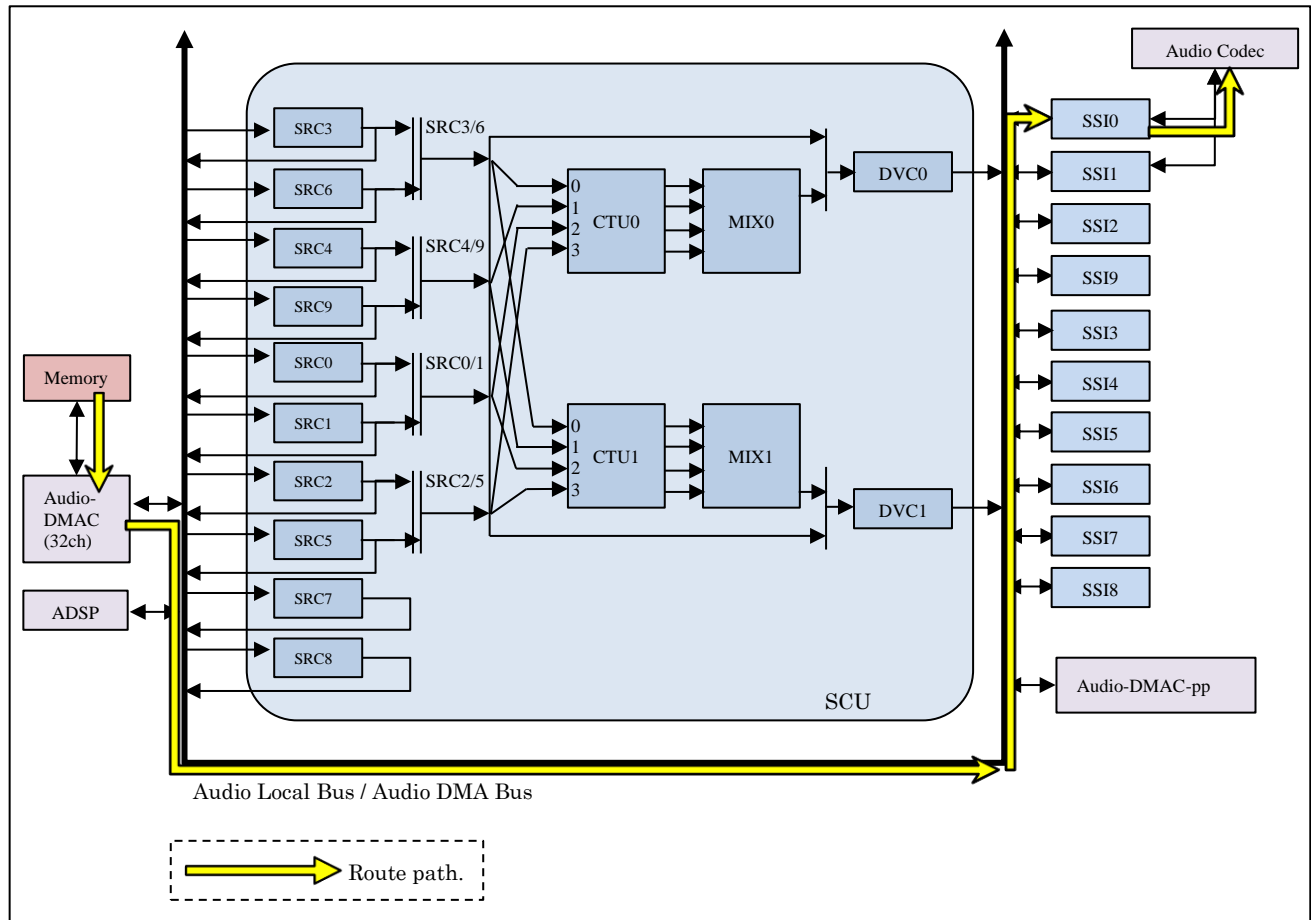 Audio Codec
SRC3
SRC3/6
SSI0
SRC6
SSI1
DVC0
0
1
2
3
CTU0
MIX0
SRC4
SRC4/9
SSI2
SRC9
SSI9
SRC0
SRC0/1
SSI3
Memory
SSI4
SRC1
0
1
2
3
CTU1
MIX1
SSI5
SRC2
SRC2/5
SSI6
Audio-
DMAC
(32ch)
DVC1
SRC5
SSI7
SRC7
SSI8
ADSP
SRC8
Audio-DMAC-pp
SCU
Audio Local Bus / Audio DMA Bus
Route path.